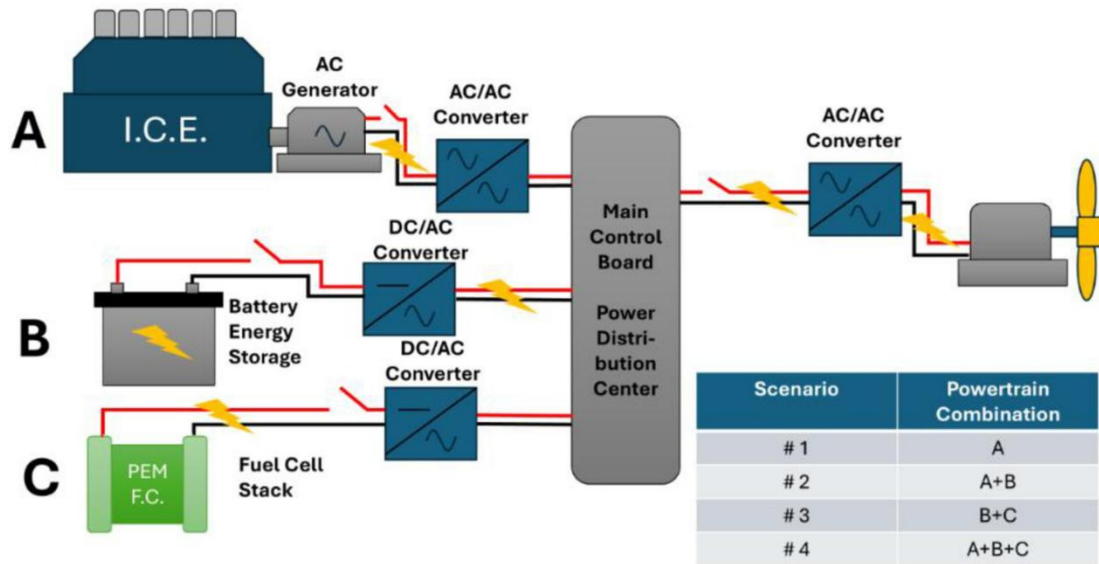 A
I.C.E.
AC
Generator
AC/AC
Converter
AC/AC
Converter
B
Battery
Energy
Storage
DC/AC
Converter
C
PEM
F.C.
Fuel Cell
Stack
DC/AC
Converter
Main
Control
Board
Power
Distri-
bution
Center
Scenario Powertrain
Combination
# 1 A
# 2 A+B
# 3 B+C
# 4 A+B+C